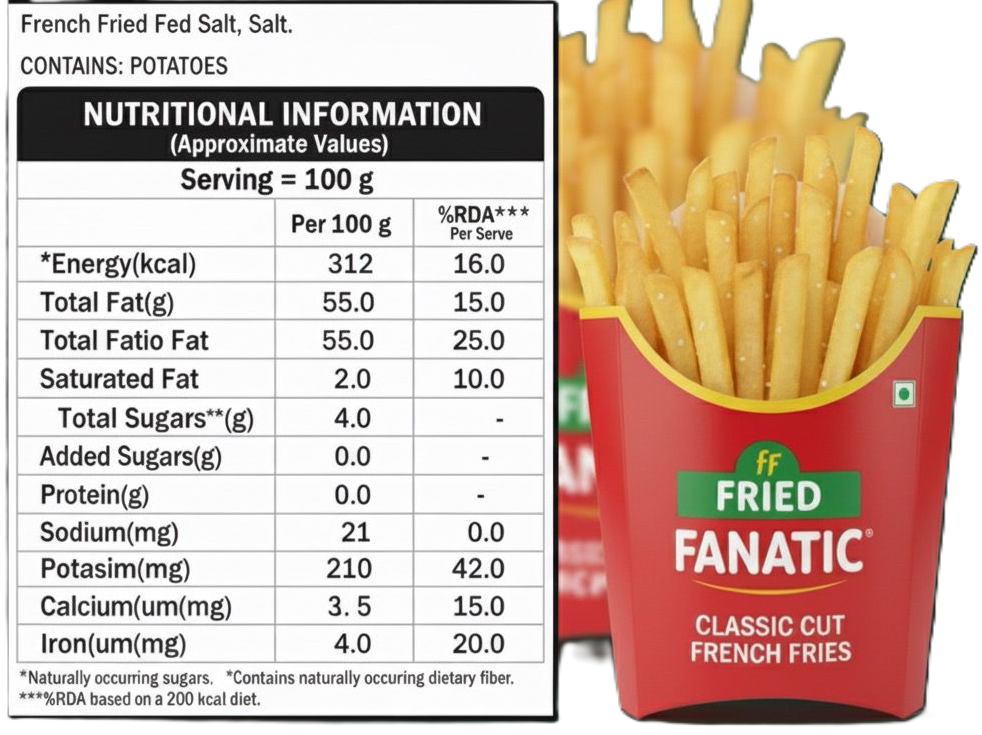 French Fried Fed Salt, Salt.
CONTAINS: POTATOES
NUTRITIONAL INFORMATION
(Approximate Values)
Serving = 100 g
Per 100 g %RDA***
Per Serve
*Energy(kcal) 312 16.0
Total Fat(g) 55.0 15.0
Total Fatio Fat 55.0 25.0
Saturated Fat 2.0 10.0
Total Sugars**(g) 4.0 -
Added Sugars(g) 0.0 -
Protein(g) 0.0 -
Sodium(mg) 21 0.0
Potasim(mg) 210 42.0
Calcium(um(mg) 3. 5 15.0
Iron(um(mg) 4.0 20.0
*Naturally occurring sugars. *Contains naturally occuring dietary fiber.
***%RDA based on a 200 kcal diet.
fF
FRIED
FANATIC®
CLASSIC CUT
FRENCH FRIES